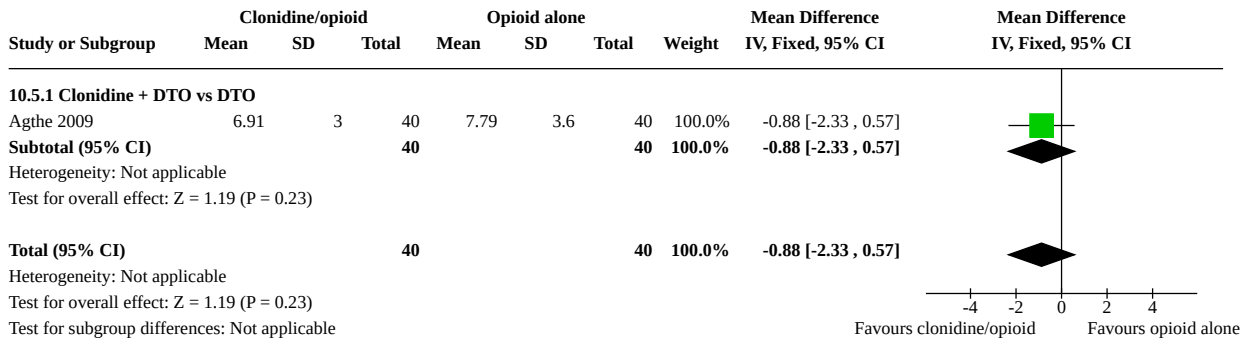 Clonidine/opioid Opioid alone Mean Difference Mean Difference
Study or Subgroup Mean SD Total Mean SD Total Weight IV, Fixed, 95% CI IV, Fixed, 95% CI
10.5.1 Clonidine + DTO vs DTO
Agthe 2009 6.91 3 40 7.79 3.6 40 100.0% -0.88 [-2.33 , 0.57]
Subtotal (95% CI) 40 40 100.0% -0.88 [-2.33 , 0.57]
Heterogeneity: Not applicable
Test for overall effect: Z = 1.19 (P = 0.23)
Total (95% CI) 40 40 100.0% -0.88 [-2.33 , 0.57]
Heterogeneity: Not applicable
Test for overall effect: Z = 1.19 (P = 0.23)
-4 -2 0 2 4
Test for subgroup differences: Not applicable Favours clonidine/opioid Favours opioid alone